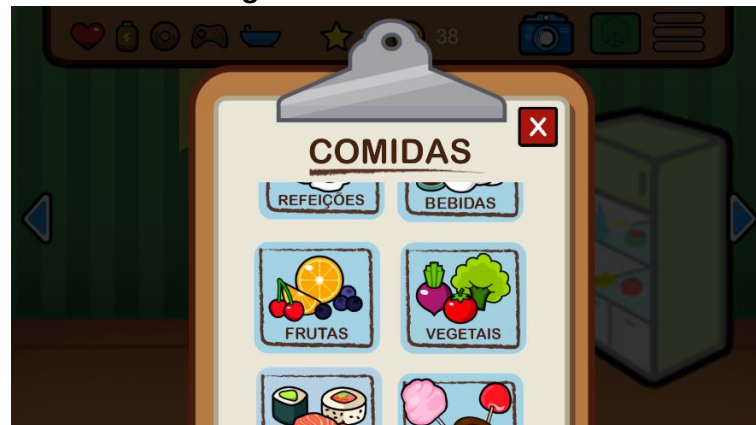 38
X
COMIDAS
REFEIÇÕES
BEBIDAS
FRUTAS
VEGETAIS